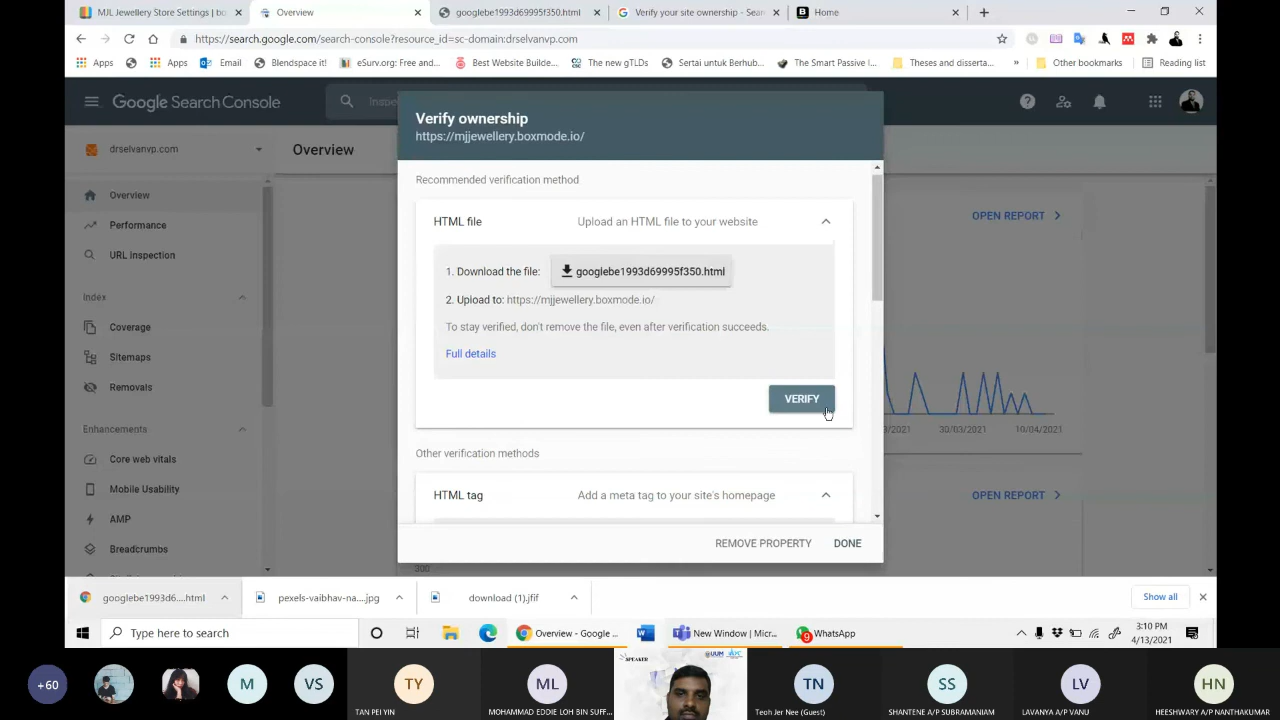 MJL Jewellery Store Settings | bo
Overview
googlebe1993d69995f350.html
Verify your site ownership - Sear
Home
https://search.google.com/search-console?resource_id=sc-domain:drselvanvp.com
Apps
Apps
Email
Blendspace it!
eSurv.org: Free and...
Best Website Builde...
The new gTLDs
Sertai untuk Berhub...
The Smart Passive I...
Theses and disserta...
»
Other bookmarks
Reading list
Google Search Console
Inspe
drselvanvp.com
Overview
Overview
Performance
URL Inspection
Index
Coverage
Sitemaps
Removals
Enhancements
Core web vitals
Mobile Usability
AMP
Breadcrumbs
Verify ownership
https://mjjewellery.boxmode.io/
Recommended verification method
HTML file Upload an HTML file to your website
1. Download the file: googlebe1993d69995f350.html
2. Upload to: https://mjjewellery.boxmode.io/
To stay verified, don't remove the file, even after verification succeeds.
Full details
VERIFY
Other verification methods
HTML tag Add a meta tag to your site's homepage
REMOVE PROPERTY DONE
OPEN REPORT
/2021 30/03/2021 10/04/2021
OPEN REPORT
300
googlebe1993d6....html
pexels-vaibhav-na....jpg
download (1).jfif
Show all
Type here to search
Overview - Google ...
New Window | Micr...
9
WhatsApp
3:10 PM
4/13/2021
+60
M
VS
TY
TAN PEI YIN
ML
MOHAMMAD EDDIE LOH BIN SUFF...
SPEAKER
UUM
TN
Teoh Jer Nee (Guest)
SS
SHANTENE A/P SUBRAMANIAM
LV
LAVANYA A/P VANU
HN
HEESHWARY A/P NANTHAKUMAR